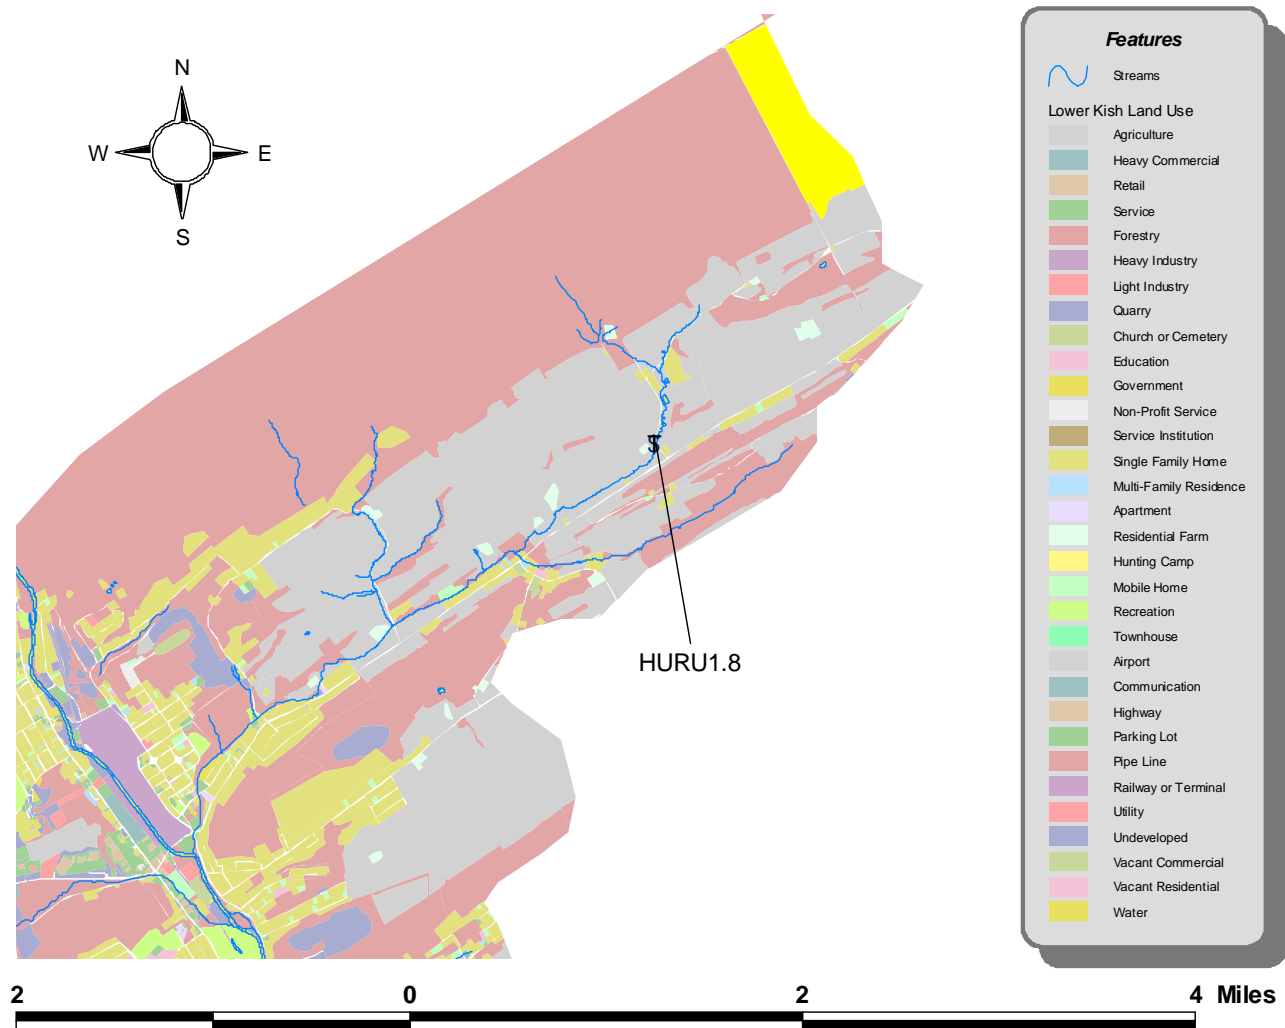 N
W
E
S
HURU1.8
Features
Streams
Lower Kish Land Use
Agriculture
Heavy Commercial
Retail
Service
Forestry
Heavy Industry
Light Industry
Quarry
Church or Cemetery
Education
Government
Non-Profit Service
Service Institution
Single Family Home
Multi-Family Residence
Apartment
Residential Farm
Hunting Camp
Mobile Home
Recreation
Townhouse
Airport
Communication
Highway
Parking Lot
Pipe Line
Railway or Terminal
Utility
Undeveloped
Vacant Commercial
Vacant Residential
Water
2 0 2 4 Miles